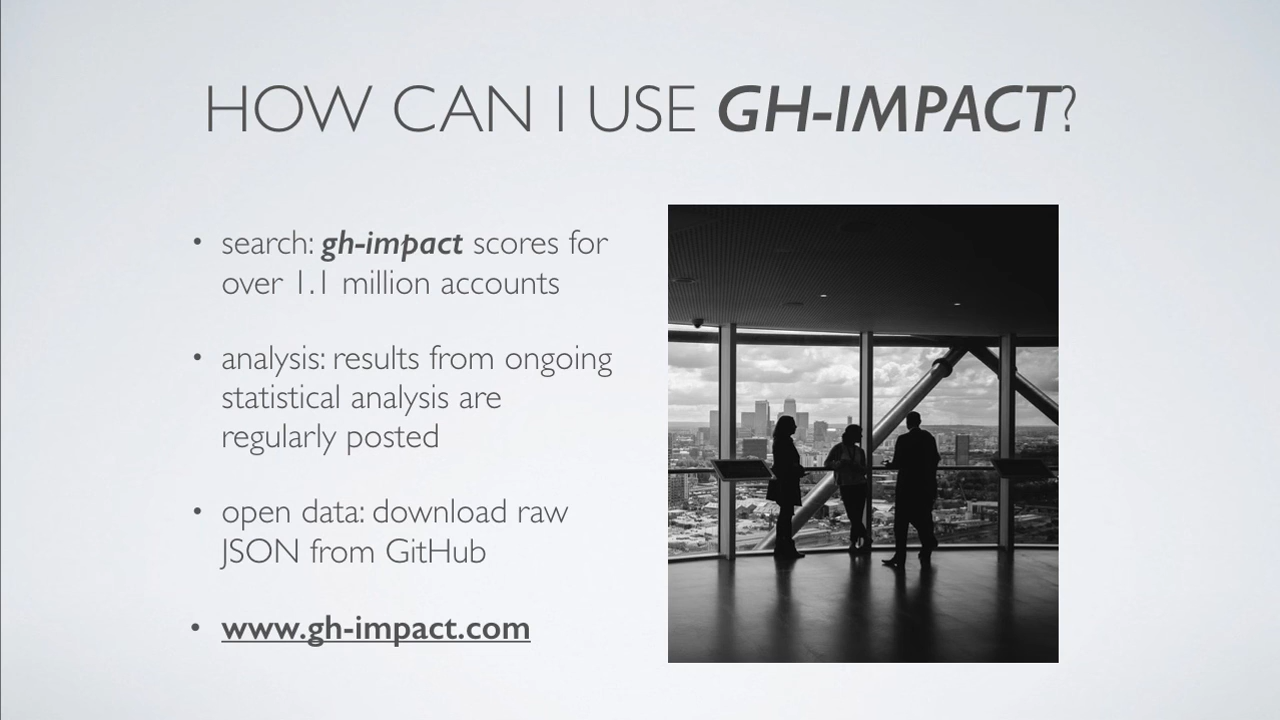 HOW CAN I USE GH-IMPACT?
• search: gh-impact scores for
over 1.1 million accounts
• analysis: results from ongoing
statistical analysis are
regularly posted
• open data: download raw
JSON from GitHub
• www.gh-impact.com